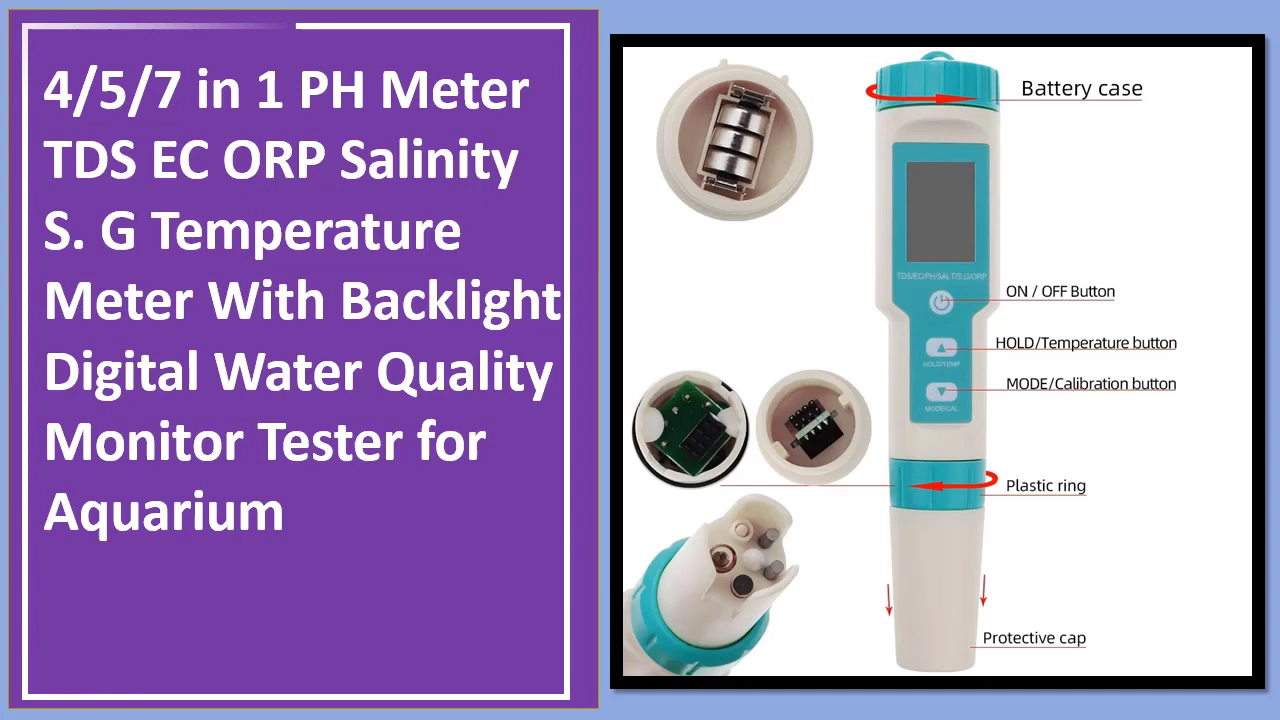 4/5/7 in 1 PH Meter
TDS EC ORP Salinity
S. G Temperature
Meter With Backlight
Digital Water Quality
Monitor Tester for
Aquarium
Battery case
TDS/EC/PH/SALT/S.G/ORP
ON / OFF Button
HOLD/Temperature button
HOLD/TEMP
MODE/Calibration button
MODE/CAL
Plastic ring
Protective cap